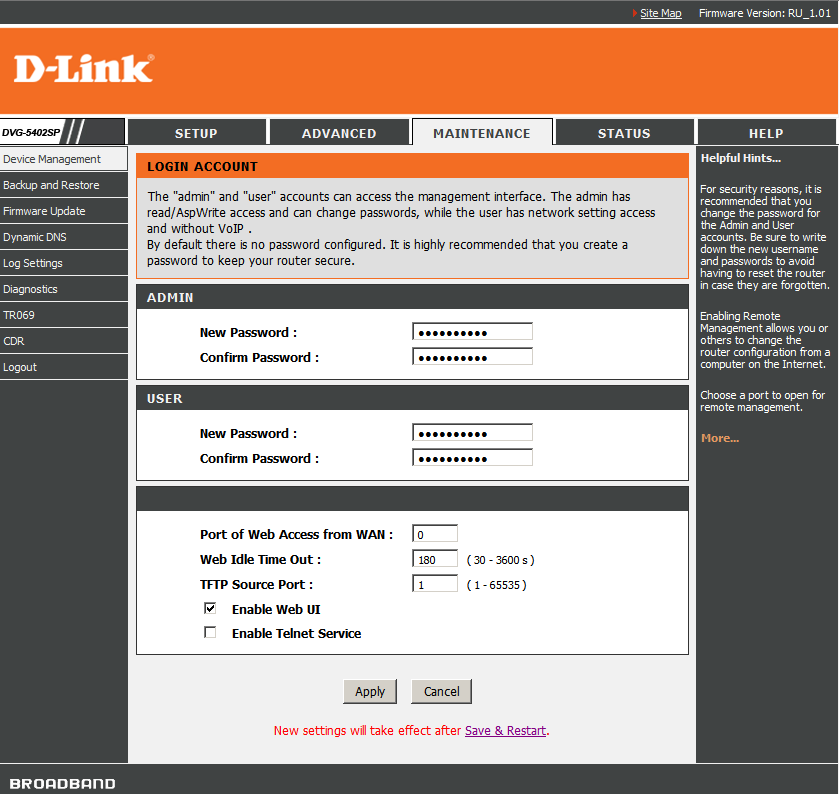 Site Map Firmware Version: RU_1.01
D-Link®
DVG-5402SP
SETUP
ADVANCED
MAINTENANCE
STATUS
HELP
Device Management
Backup and Restore
Firmware Update
Dynamic DNS
Log Settings
Diagnostics
TR069
CDR
Logout
LOGIN ACCOUNT
The "admin" and "user" accounts can access the management interface. The admin has
read/AspWrite access and can change passwords, while the user has network setting access
and without VoIP .
By default there is no password configured. It is highly recommended that you create a
password to keep your router secure.
ADMIN
New Password : ●●●●●●●●●●
Confirm Password : ●●●●●●●●●●
USER
New Password : ●●●●●●●●●●
Confirm Password : ●●●●●●●●●●
Port of Web Access from WAN : 0
Web Idle Time Out : 180 ( 30 - 3600 s )
TFTP Source Port : 1 ( 1 - 65535 )
Enable Web UI
Enable Telnet Service
Apply Cancel
New settings will take effect after Save & Restart.
Helpful Hints...
For security reasons, it is
recommended that you
change the password for
the Admin and User
accounts. Be sure to write
down the new username
and passwords to avoid
having to reset the router
in case they are forgotten.
Enabling Remote
Management allows you or
others to change the
router configuration from a
computer on the Internet.
Choose a port to open for
remote management.
More...
BROADBAND